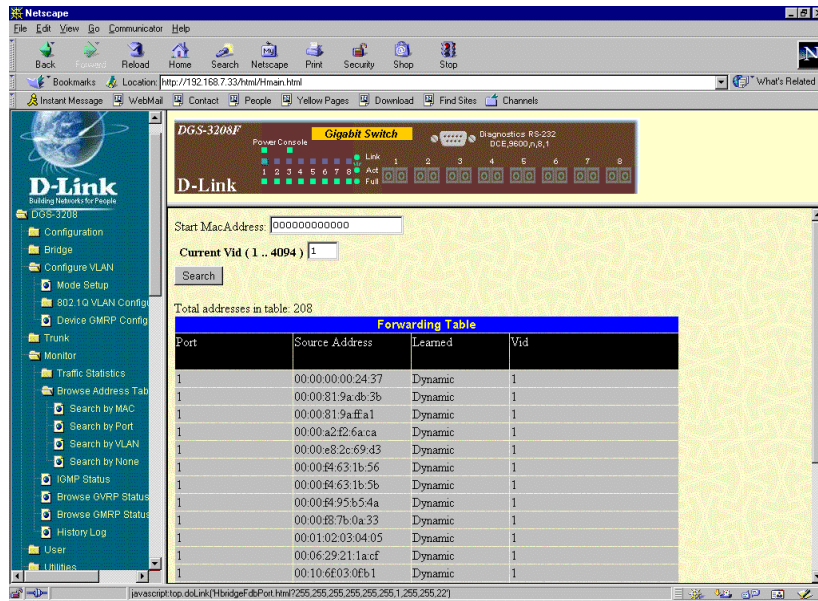 Netscape
File Edit View Go Communicator Help
Back Forward Reload Home Search Netscape Print Security Shop Stop
Bookmarks Location: http://192.168.7.33/html/Hmain.html What's Related
Instant Message WebMail Contact People Yellow Pages Download Find Sites Channels
D-Link
Building Networks for People
DGS-3208
Configuration
Bridge
Configure VLAN
Mode Setup
802.1Q VLAN Configu
Device GMRP Config
Trunk
Monitor
Traffic Statistics
Browse Address Tab
Search by MAC
Search by Port
Search by VLAN
Search by None
IGMP Status
Browse GVRP Status
Browse GMRP Status
History Log
User
Utilities
DGS-3208F
Gigabit Switch
Power Console
Diagnostics RS-232
DCE,9600,n,8,1
Link
1 2 3 4 5 6 7 8
1 2 3 4 5 6 7 8 Act
Full
D-Link
Start MacAddress: 000000000000
Current Vid ( 1 .. 4094 ) 1
Search
Total addresses in table: 208
Forwarding Table
Port Source Address Learned Vid
1 00:00:00:00:24:37 Dynamic 1
1 00:00:81:9a:db:3b Dynamic 1
1 00:00:81:9a:ff:a1 Dynamic 1
1 00:00:a2:f2:6a:ca Dynamic 1
1 00:00:e8:2c:69:d3 Dynamic 1
1 00:00:f4:63:1b:56 Dynamic 1
1 00:00:f4:63:1b:5b Dynamic 1
1 00:00:f4:95:b5:4a Dynamic 1
1 00:00:f8:7b:0a:33 Dynamic 1
1 00:01:02:03:04:05 Dynamic 1
1 00:06:29:21:1a:cf Dynamic 1
1 00:10:6f:03:0f:b1 Dynamic 1
javascript:top.doLink('HbridgeFdbPort.html?255,255,255,255,255,255,1,255,255,22')